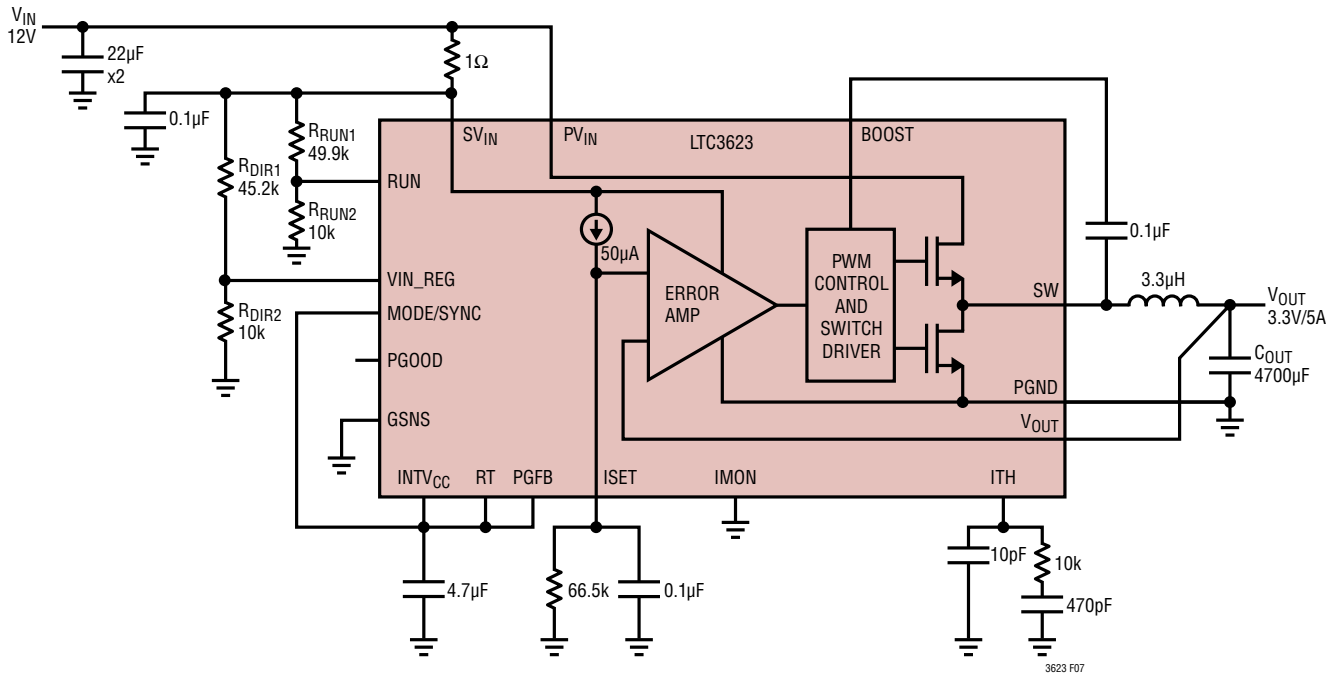 VIN
12V
22µF
x2
1Ω
0.1µF
RDIR1
45.2k
RRUN1
49.9k
RRUN2
10k
RDIR2
10k
SVIN
PVIN
LTC3623
BOOST
RUN
VIN_REG
MODE/SYNC
PGOOD
GSNS
50µA
ERROR
AMP
PWM
CONTROL
AND
SWITCH
DRIVER
0.1µF
SW
3.3µH
VOUT
3.3V/5A
COUT
4700µF
PGND
VOUT
INTVCC
RT
PGFB
ISET
IMON
ITH
4.7µF
66.5k
0.1µF
10pF
10k
470pF
3623 F07